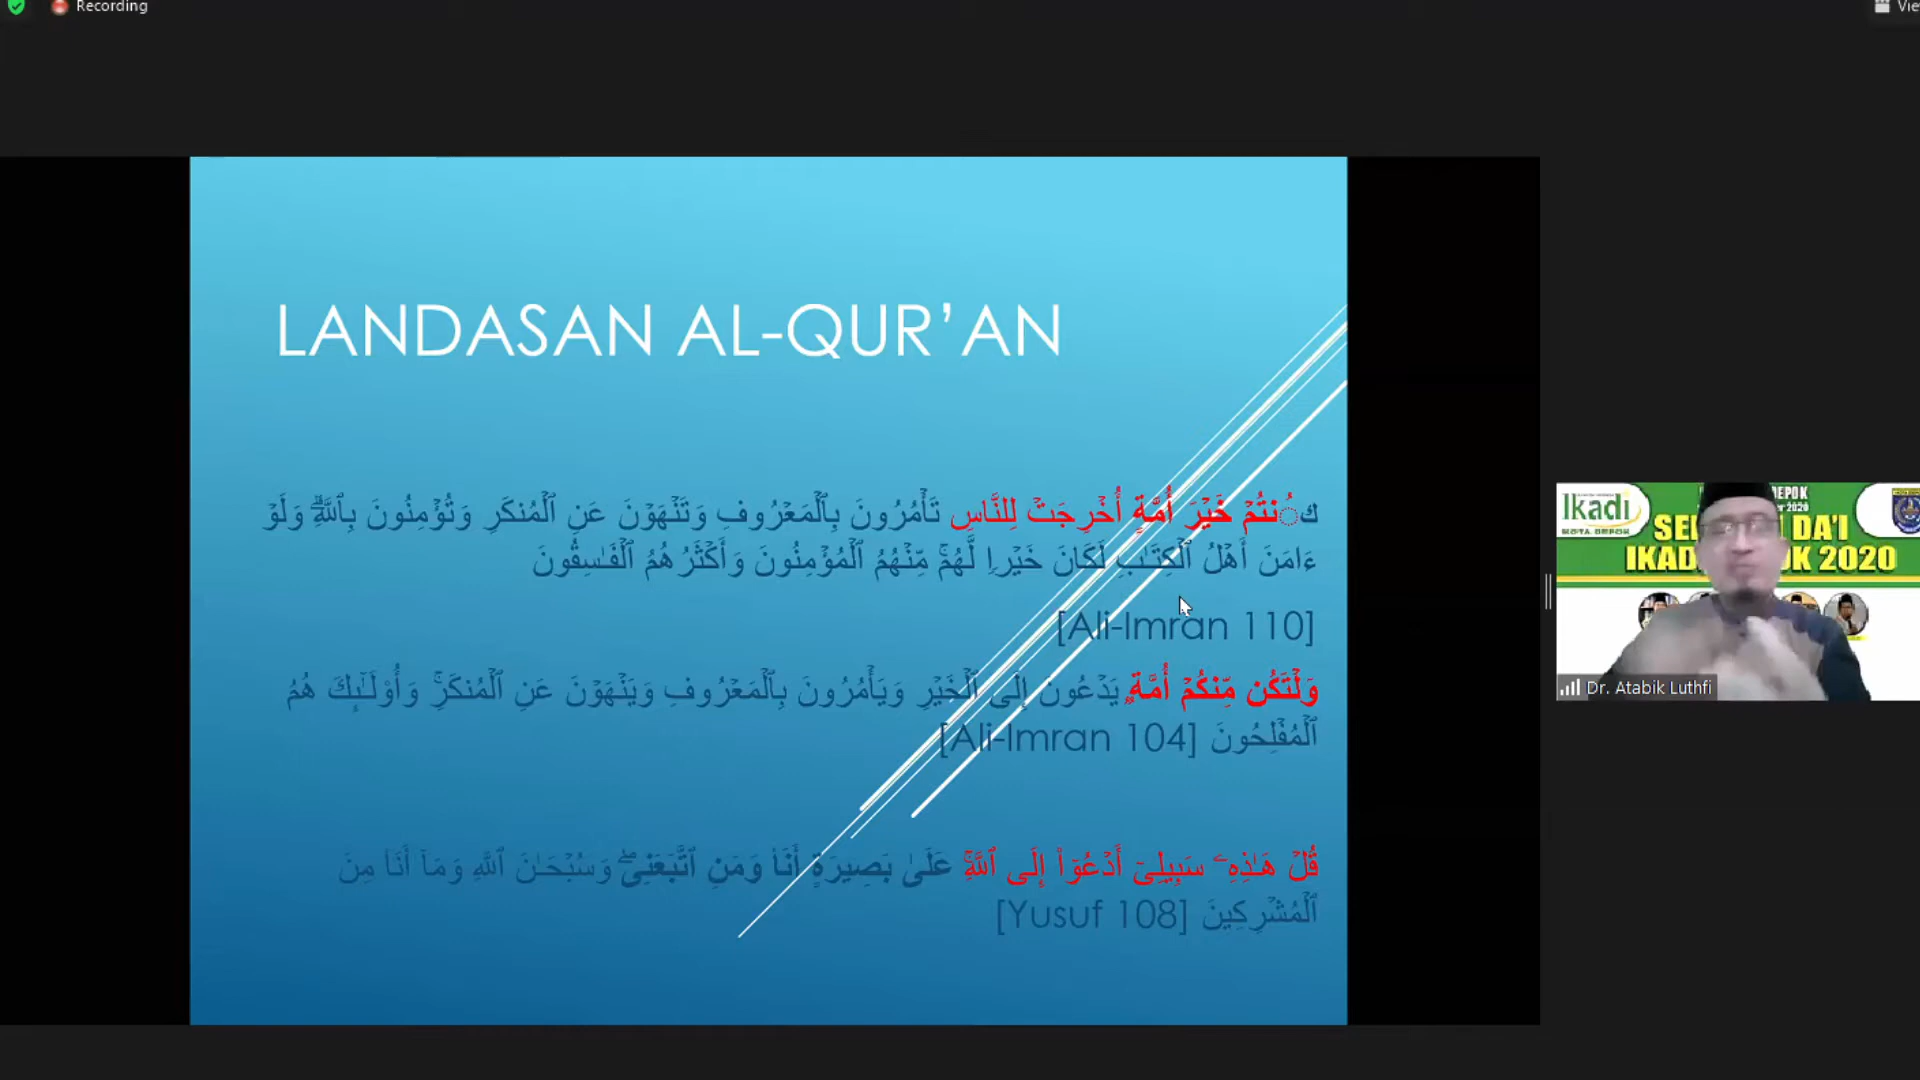 Recording
Vie
LANDASAN AL-QUR’AN
كُنتُمۡ خَيۡرَ أُمَّةٍ أُخۡرِجَتۡ لِلنَّاسِ تَأۡمُرُونَ بِٱلۡمَعۡرُوفِ وَتَنۡهَوۡنَ عَنِ ٱلۡمُنكَرِ وَتُؤۡمِنُونَ بِٱللَّهِۗ وَلَوۡ
ءَامَنَ أَهۡلُ ٱلۡكِتَٰبِ لَكَانَ خَيۡرٗا لَّهُمۚ مِّنۡهُمُ ٱلۡمُؤۡمِنُونَ وَأَكۡثَرُهُمُ ٱلۡفَٰسِقُونَ
[Ali-Imran 110]
وَلۡتَكُن مِّنكُمۡ أُمَّةٞ يَدۡعُونَ إِلَى ٱلۡخَيۡرِ وَيَأۡمُرُونَ بِٱلۡمَعۡرُوفِ وَيَنۡهَوۡنَ عَنِ ٱلۡمُنكَرِۚ وَأُوْلَٰٓئِكَ هُمُ
ٱلۡمُفۡلِحُونَ [Ali-Imran 104]
قُلۡ هَٰذِهِۦ سَبِيلِيٓ أَدۡعُوٓاْ إِلَى ٱللَّهِۚ عَلَىٰ بَصِيرَةٍ أَنَا۠ وَمَنِ ٱتَّبَعَنِيۖ وَسُبۡحَٰنَ ٱللَّهِ وَمَآ أَنَا۠ مِنَ
ٱلۡمُشۡرِكِينَ [Yusuf 108]
Ikadi
KOTA DEPOK
DEPOK
2020
DA'I
2020
Dr. Atabik Luthfi